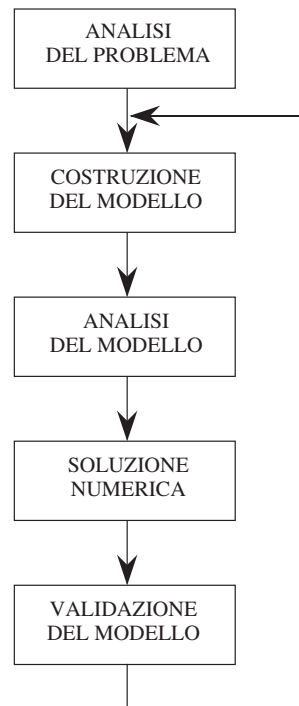 ANALISI
DEL PROBLEMA
COSTRUZIONE
DEL MODELLO
ANALISI
DEL MODELLO
SOLUZIONE
NUMERICA
VALIDAZIONE
DEL MODELLO